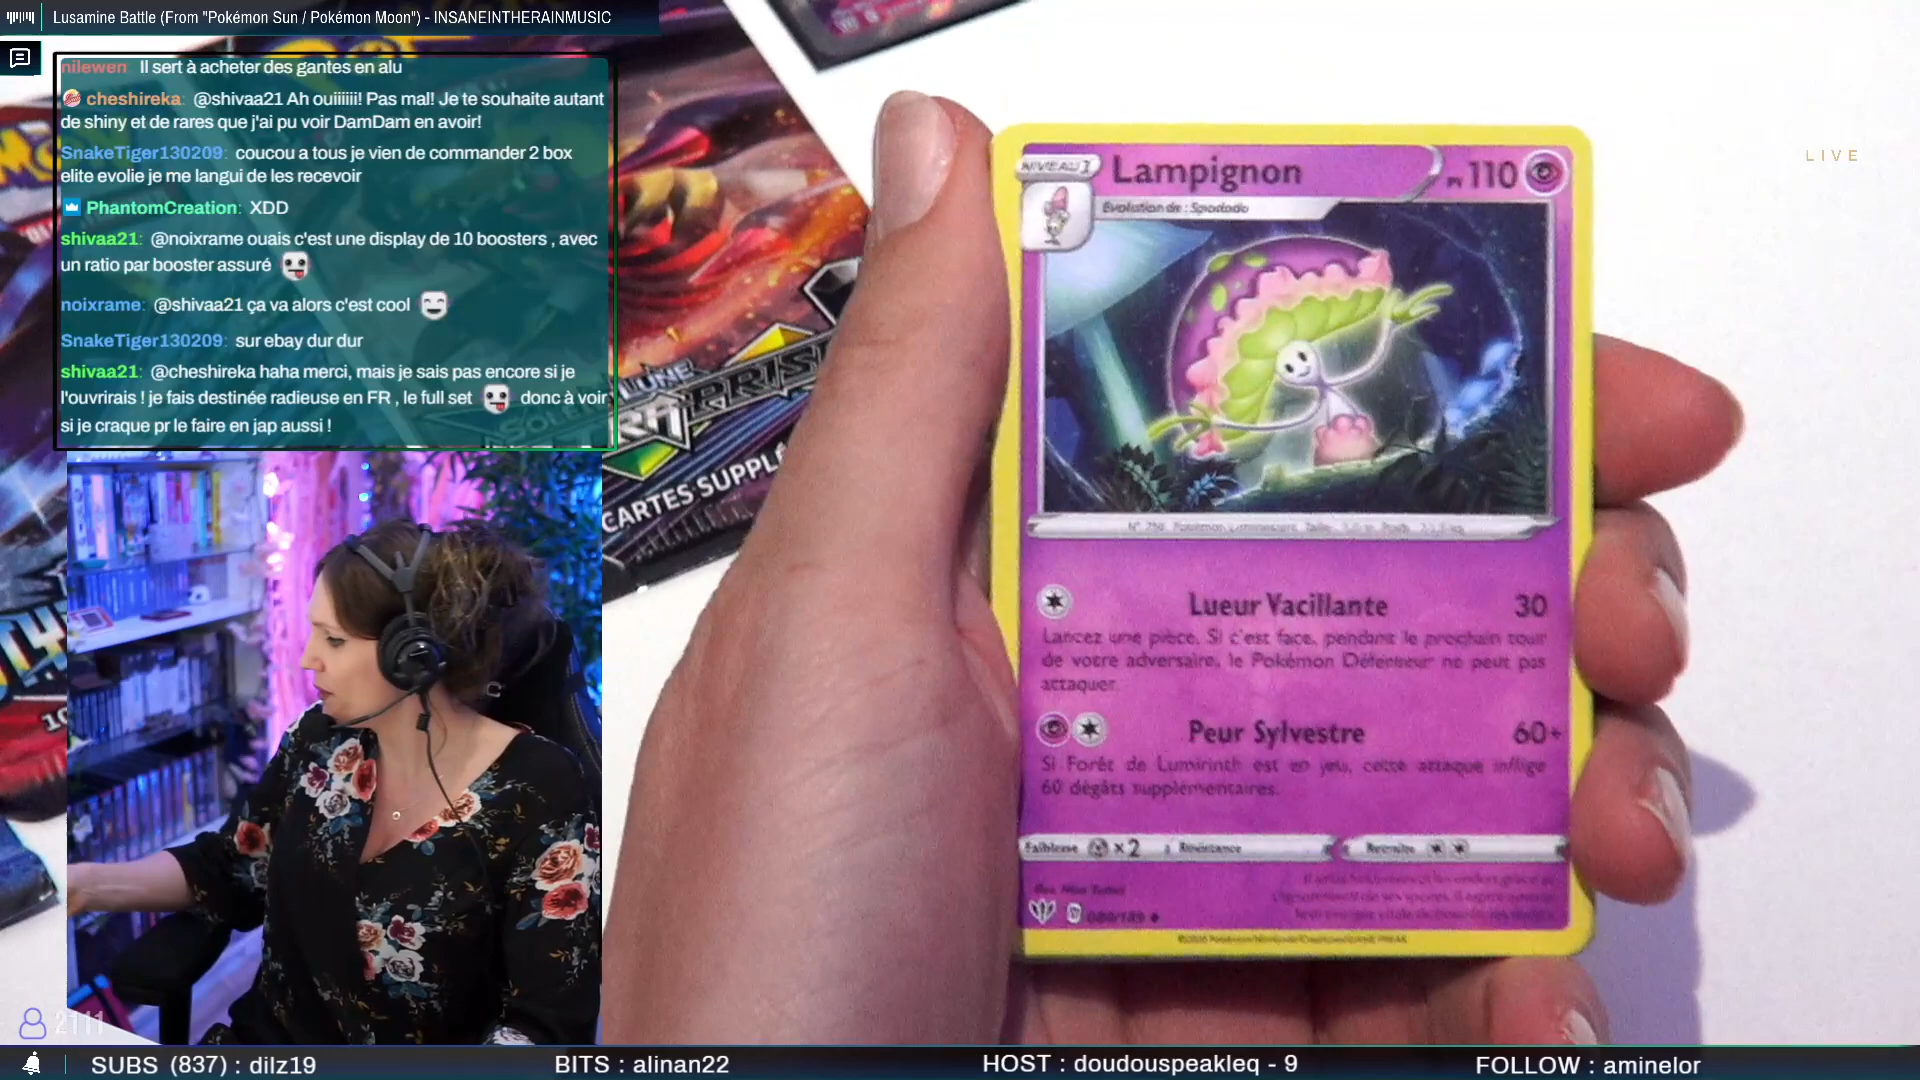 Lusamine Battle (From "Pokémon Sun / Pokémon Moon") - INSANEINTHERAINMUSIC
nilewen Il sert à acheter des gantes en alu
cheshireka: @shivaa21 Ah ouiiiiii! Pas mal! Je te souhaite autant
de shiny et de rares que j'ai pu voir DamDam en avoir!
SnakeTiger130209: coucou a tous je vien de commander 2 box
elite evolie je me langui de les recevoir
PhantomCreation: XDD
shivaa21: @noixrame ouais c'est une display de 10 boosters , avec
un ratio par booster assuré
noixrame: @shivaa21 ça va alors c'est cool
SnakeTiger130209: sur ebay dur dur
shivaa21: @cheshireka haha merci, mais je sais pas encore si je
l'ouvrirais ! je fais destinée radieuse en FR , le full set donc à voir
si je craque pr le faire en jap aussi !
CARTES SUPPLÉ
LIVE
NIVEAU 1
Lampignon
PV 110
Évolution de : Spododo
Lueur Vacillante 30
Lancez une pièce. Si c'est face, pendant le prochain tour
de votre adversaire, le Pokémon Défenseur ne peut pas
attaquer.
Peur Sylvestre 60+
Si Forêt de Lumirinth est en jeu, cette attaque inflige
60 dégâts supplémentaires.
Faiblesse x2 Résistance Retraite
080/189
2111
SUBS (837) : dilz19
BITS : alinan22
HOST : doudouspeakleq - 9
FOLLOW : aminelor